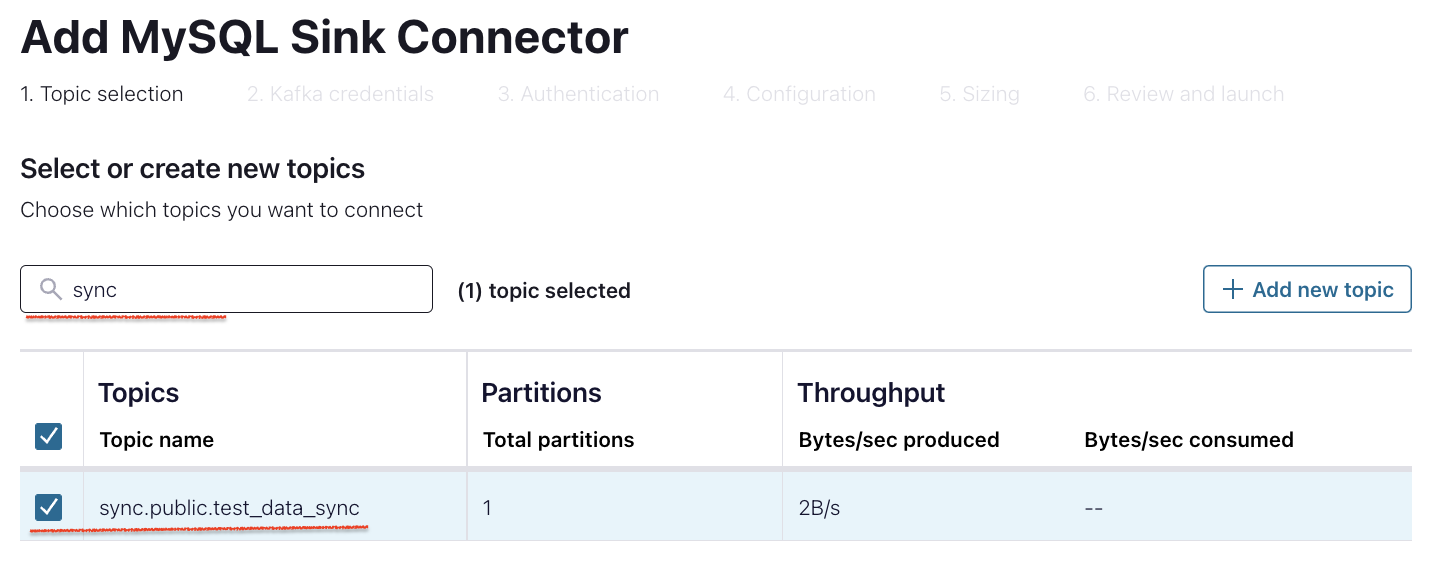 Add MySQL Sink Connector
1. Topic selection 2. Kafka credentials 3. Authentication 4. Configuration 5. Sizing 6. Review and launch
Select or create new topics
Choose which topics you want to connect
sync (1) topic selected Add new topic
Topics Partitions Throughput
Topic name Total partitions Bytes/sec produced Bytes/sec consumed
sync.public.test_data_sync 1 2B/s --